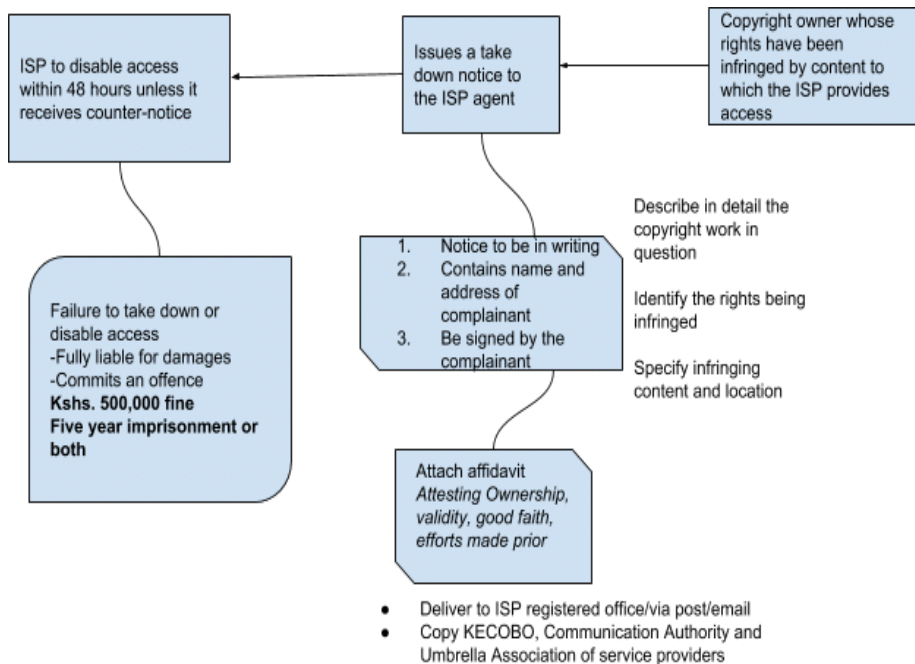 Copyright owner whose
rights have been
infringed by content to
which the ISP provides
access
Issues a take
down notice to
the ISP agent
ISP to disable access
within 48 hours unless it
receives counter-notice
Failure to take down or
disable access
-Fully liable for damages
-Commits an offence
Kshs. 500,000 fine
Five year imprisonment or
both
1. Notice to be in writing
2. Contains name and
address of
complainant
3. Be signed by the
complainant
Describe in detail the
copyright work in
question
Identify the rights being
infringed
Specify infringing
content and location
Attach affidavit
Attesting Ownership,
validity, good faith,
efforts made prior
● Deliver to ISP registered office/via post/email
● Copy KECOBO, Communication Authority and
Umbrella Association of service providers